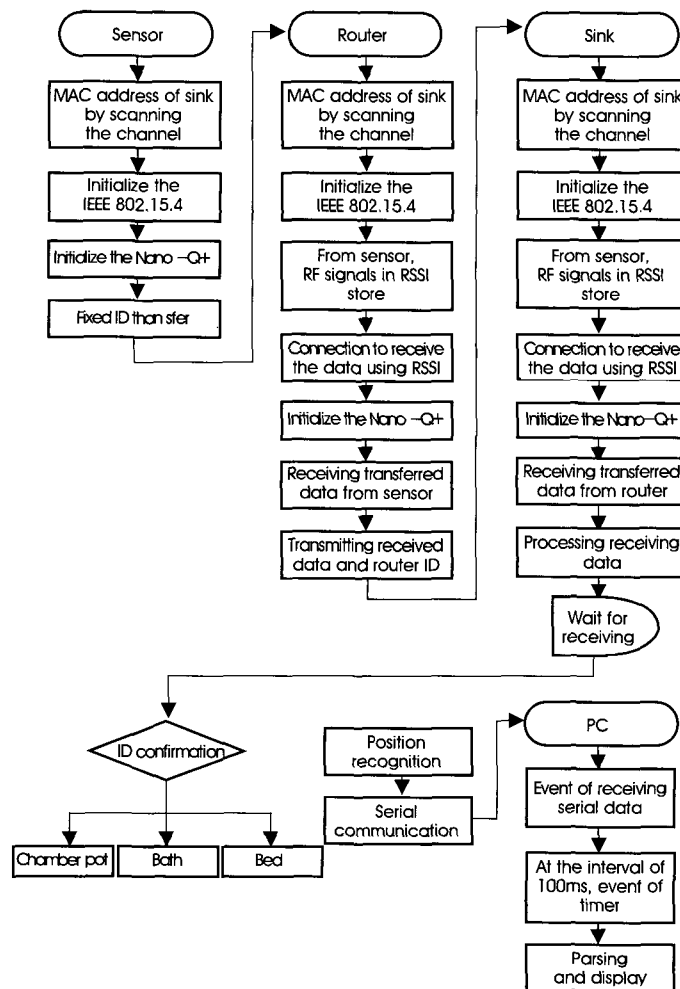 Sensor
MAC address of sink
by scanning
the channel
Initialize the
IEEE 802.15.4
Initialize the Nano –Q+
Fixed ID than sfer
Router
MAC address of sink
by scanning
the channel
Initialize the
IEEE 802.15.4
From sensor,
RF signals in RSSI
store
Connection to receive
the data using RSSI
Initialize the Nano –Q+
Receiving transferred
data from sensor
Transmitting received
data and router ID
Sink
MAC address of sink
by scanning
the channel
Initialize the
IEEE 802.15.4
From sensor,
RF signals in RSSI
store
Connection to receive
the data using RSSI
Initialize the Nano–Q+
Receiving transferred
data from router
Processing receiving
data
Wait for
receiving
ID confirmation
Chamber pot
Bath
Bed
Position
recognition
Serial
communication
PC
Event of receiving
serial data
At the interval of
100ms, event of
timer
Parsing
and display